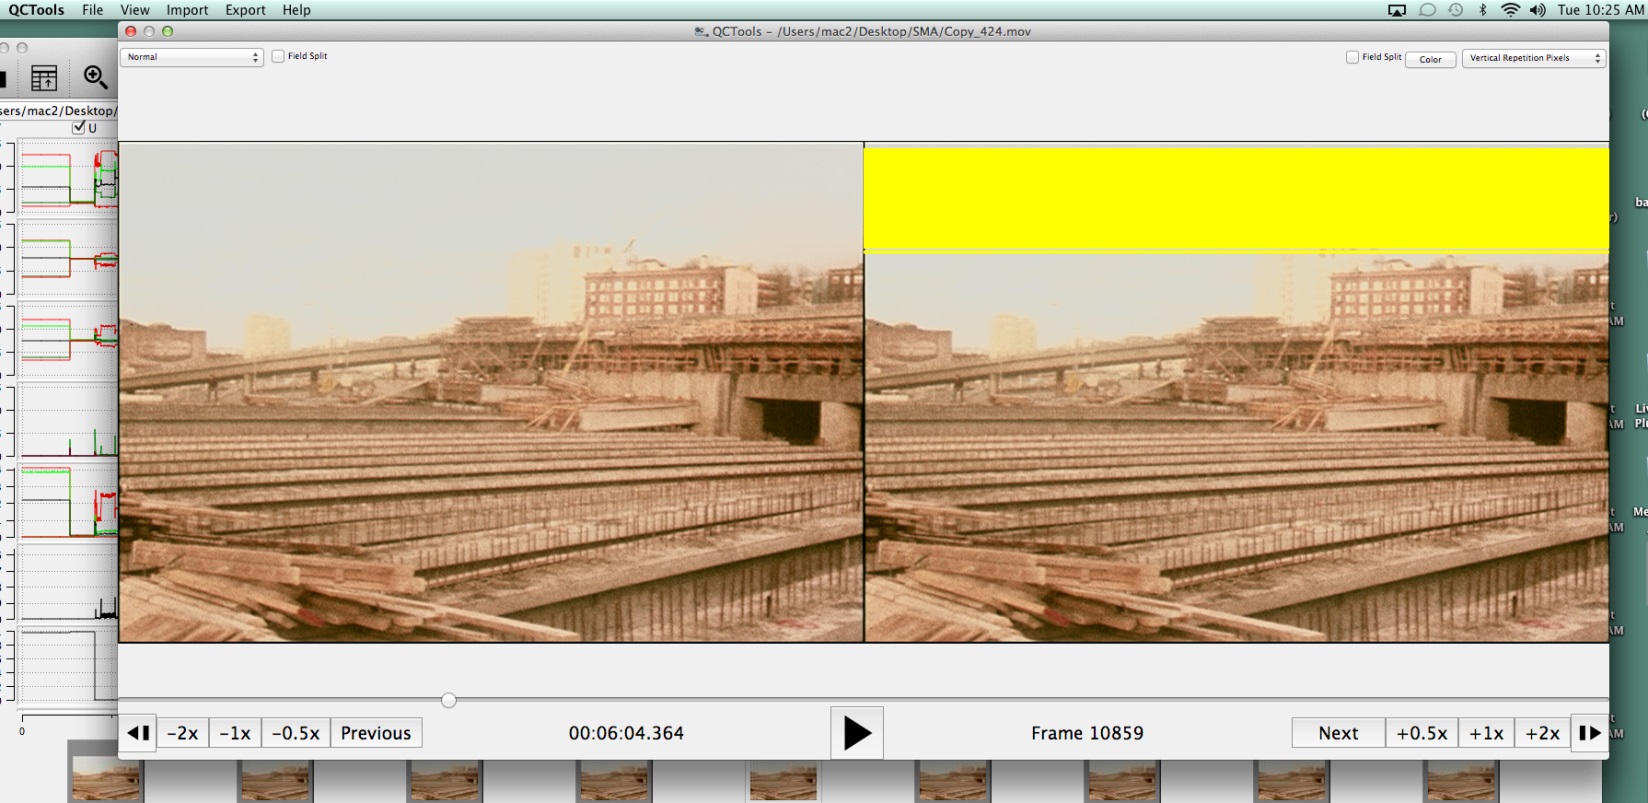 QCTools File View Import Export Help Tue 10:25 AM
QCTools - /Users/mac2/Desktop/SMA/Copy_424.mov
Normal Field Split Field Split Color Vertical Repetition Pixels
sers/mac2/Desktop/
U
0
-2x -1x -0.5x Previous 00:06:04.364 Frame 10859 Next +0.5x +1x +2x